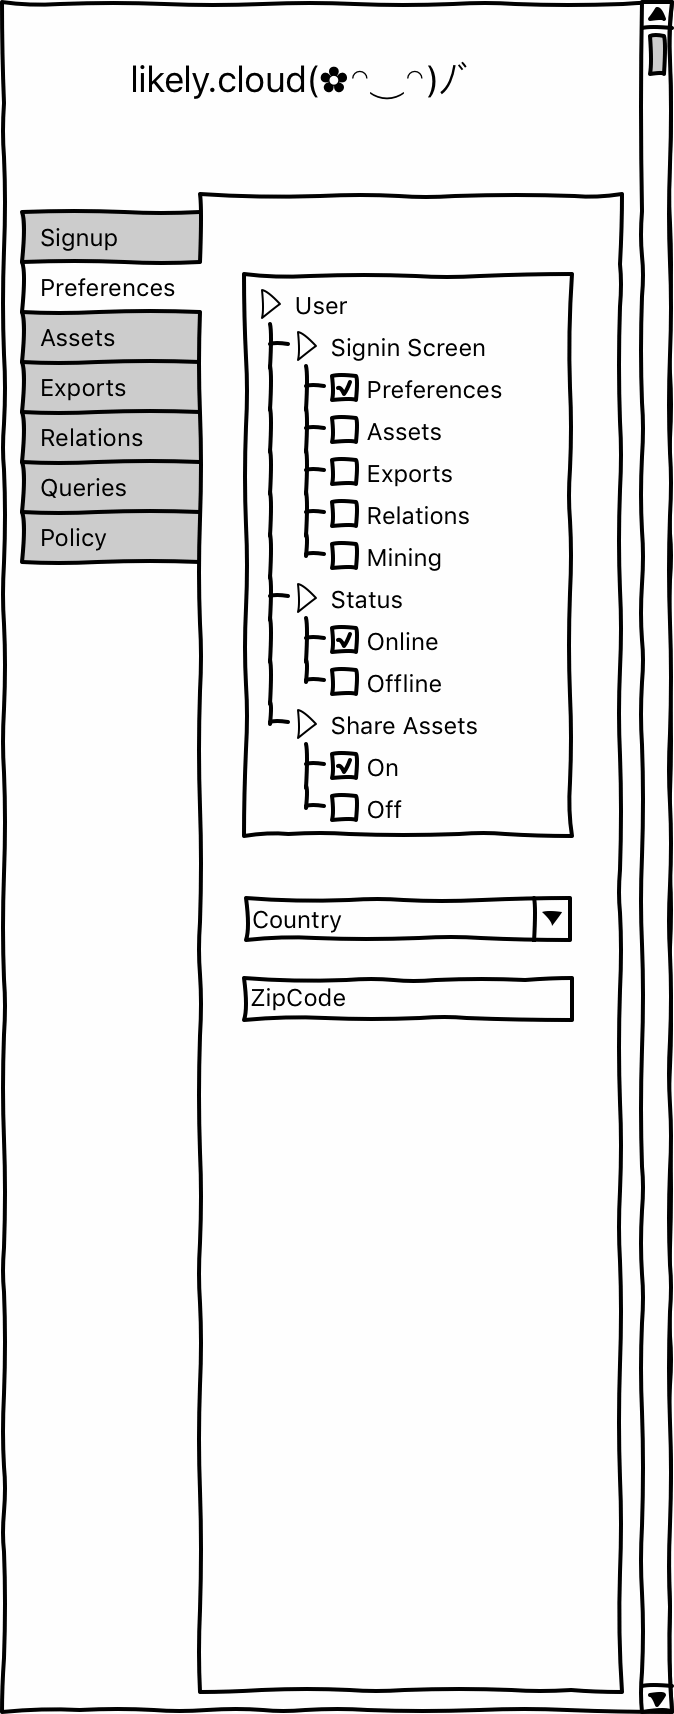 likely.cloud(✿◠‿◠)ﾉﾞ
Signup
Preferences
Assets
Exports
Relations
Queries
Policy
User
Signin Screen
Preferences
Assets
Exports
Relations
Mining
Status
Online
Offline
Share Assets
On
Off
Country
ZipCode